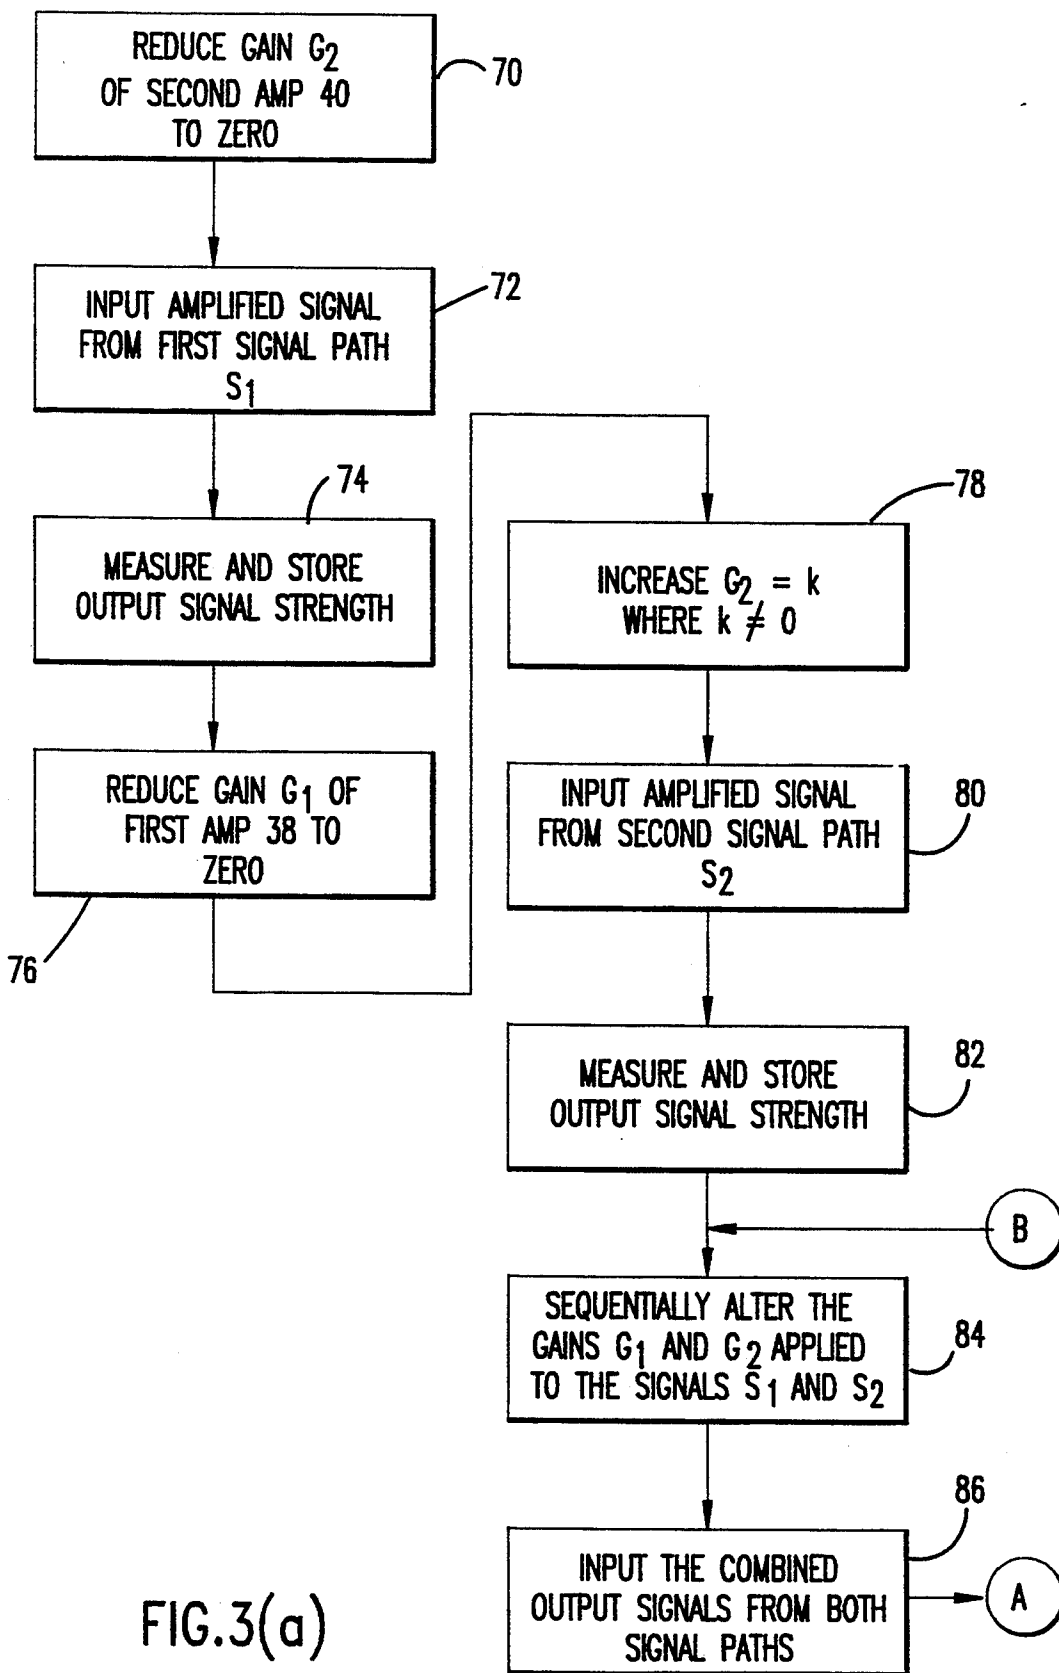 REDUCE GAIN G2
OF SECOND AMP 40
TO ZERO
70
INPUT AMPLIFIED SIGNAL
FROM FIRST SIGNAL PATH
S1
72
74
MEASURE AND STORE
OUTPUT SIGNAL STRENGTH
REDUCE GAIN G1 OF
FIRST AMP 38 TO
ZERO
76
78
INCREASE G2 = k
WHERE k ≠ 0
INPUT AMPLIFIED SIGNAL
FROM SECOND SIGNAL PATH
S2
80
MEASURE AND STORE
OUTPUT SIGNAL STRENGTH
82
B
SEQUENTIALLY ALTER THE
GAINS G1 AND G2 APPLIED
TO THE SIGNALS S1 AND S2
84
86
INPUT THE COMBINED
OUTPUT SIGNALS FROM BOTH
SIGNAL PATHS
A
FIG.3(a)